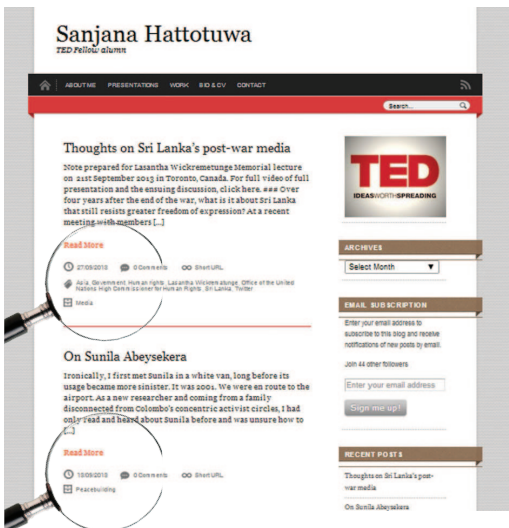 Sanjana Hattotuwa
TED Fellow alumn
ABOUT ME PRESENTATIONS WORK BIO & CV CONTACT
Search...
Thoughts on Sri Lanka's post-war media
Note prepared for Lasantha Wickremetunge Memorial lecture
on 21st September 2013 in Toronto, Canada. For full video of full
presentation and the ensuing discussion, click here. ### Over
four years after the end of the war, what is it about Sri Lanka
that still resists greater freedom of expression? At a recent
meeting with members [...]
Read More
27/09/2013 0 Comments Short URL
Asia, Government, Human rights, Lasantha Wickrematunge, Office of the United
Nations High Commissioner for Human Rights, Sri Lanka, Twitter
Media
On Sunila Abeysekera
Ironically, I first met Sunila in a white van, long before its
usage became more sinister. It was 2001. We were en route to the
airport. As a new researcher and coming from a family
disconnected from Colombo's concentric activist circles, I had
only read and heard about Sunila before and was unsure how to
[...]
Read More
10/09/2013 0 Comments Short URL
Peacebuilding
TED
IDEAS WORTH SPREADING
ARCHIVES
Select Month
EMAIL SUBSCRIPTION
Enter your email address to
subscribe to this blog and receive
notifications of new posts by email.
Join 44 other followers
Enter your email address
Sign me up!
RECENT POSTS
Thoughts on Sri Lanka's post-
war media
On Sunila Abeysekera